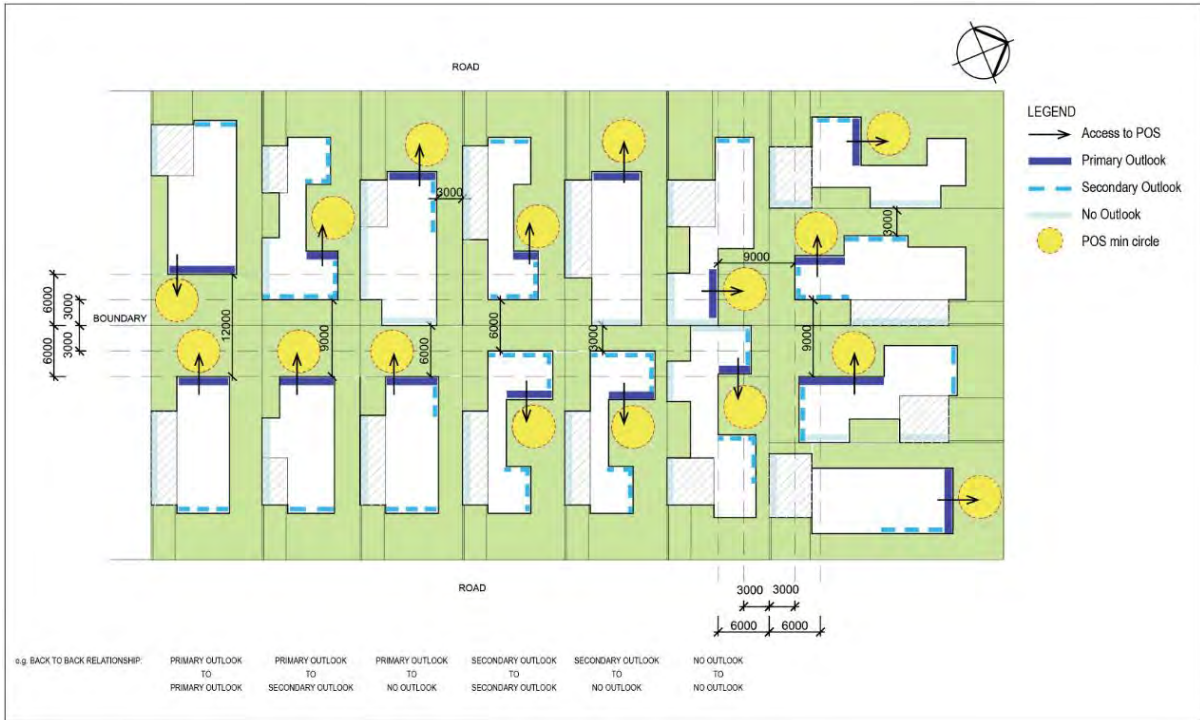 ROAD
LEGEND
Access to POS
Primary Outlook
Secondary Outlook
No Outlook
POS min circle
3000
3000
9000
6000
3000
BOUNDARY
3000
6000
12000
9000
6000
6000
3000
9000
ROAD
3000 3000
6000 6000
e.g. BACK TO BACK RELATIONSHIP:
PRIMARY OUTLOOK
TO
PRIMARY OUTLOOK
PRIMARY OUTLOOK
TO
SECONDARY OUTLOOK
PRIMARY OUTLOOK
TO
NO OUTLOOK
SECONDARY OUTLOOK
TO
SECONDARY OUTLOOK
SECONDARY OUTLOOK
TO
NO OUTLOOK
NO OUTLOOK
TO
NO OUTLOOK